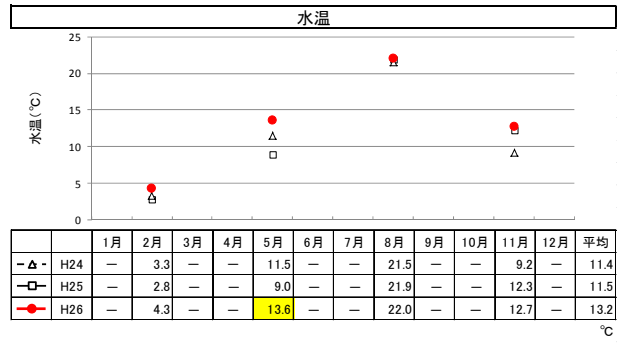 水温
25
20
15
10
5
0
水温(℃)
1月 2月 3月 4月 5月 6月 7月 8月 9月 10月 11月 12月 平均
H24 － 3.3 － － 11.5 － － 21.5 － － 9.2 － 11.4
H25 － 2.8 － － 9.0 － － 21.9 － － 12.3 － 11.5
H26 － 4.3 － － 13.6 － － 22.0 － － 12.7 － 13.2
℃